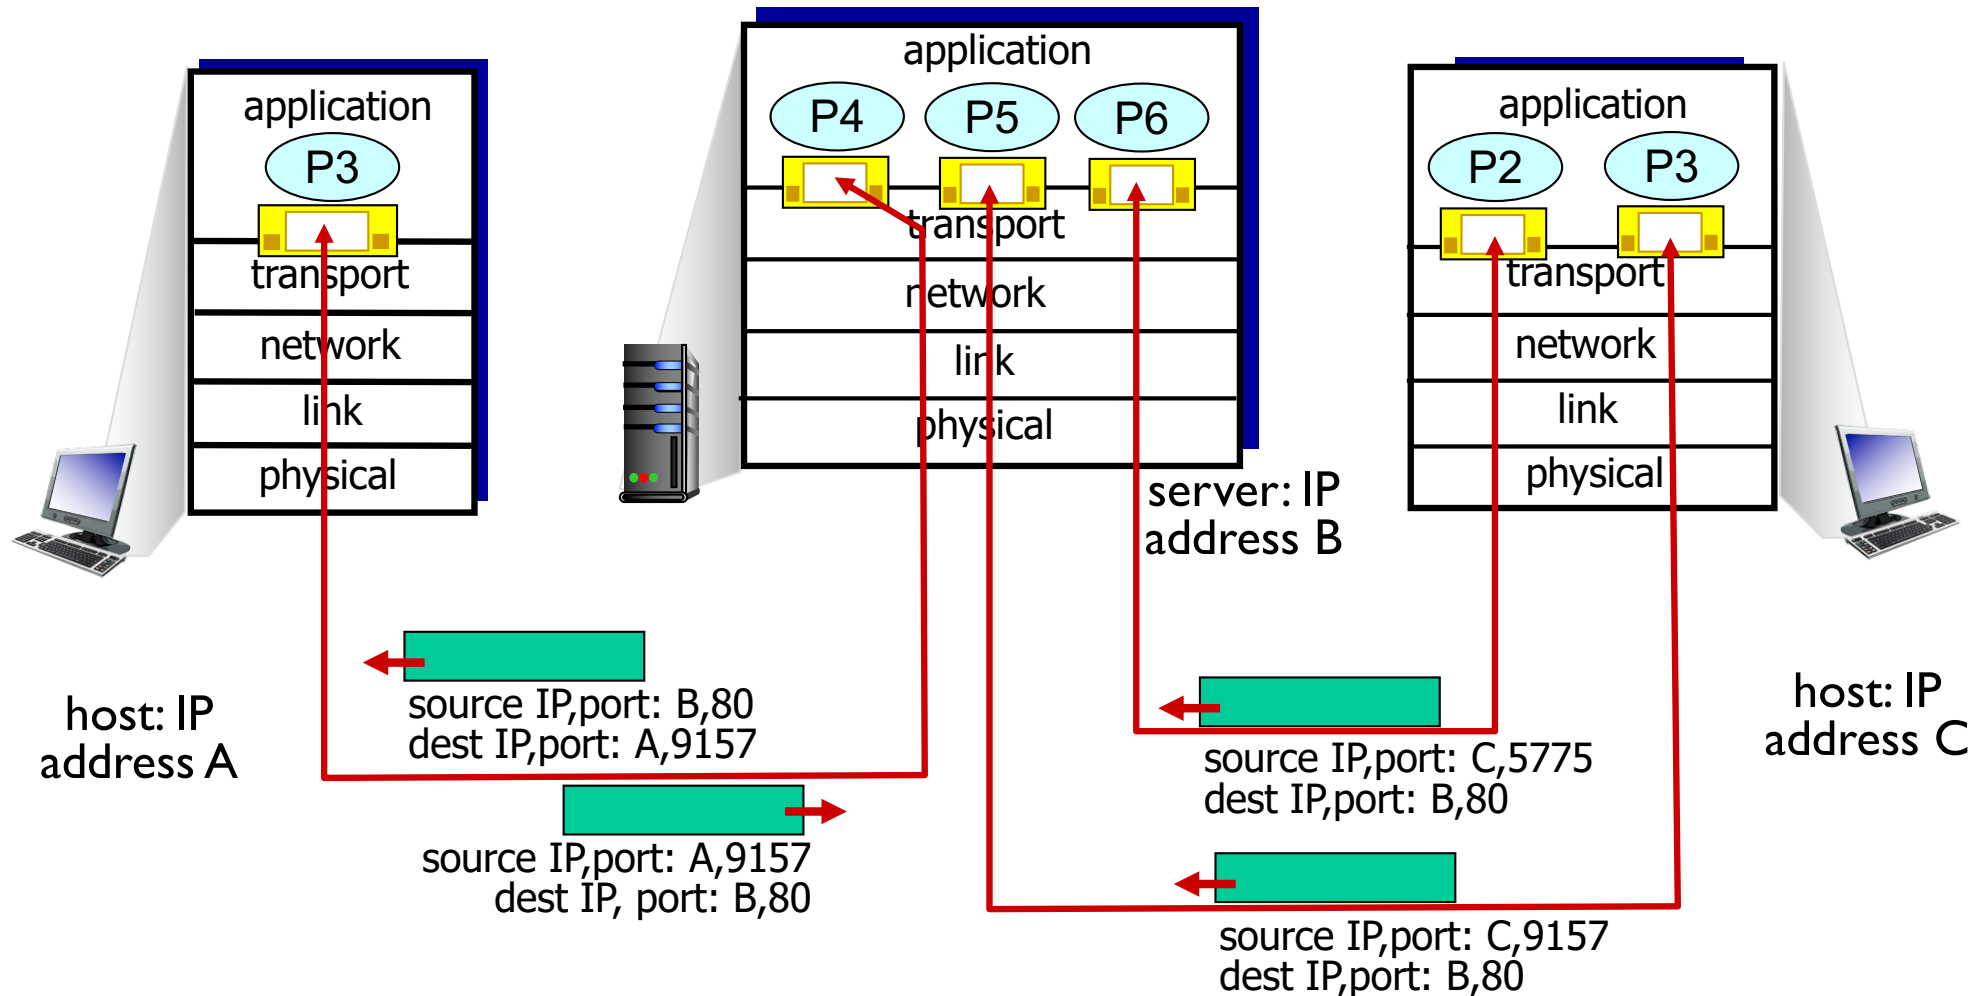 application
P3
transport
network
link
physical
host: IP
address A
application
P4
P5
P6
transport
network
link
physical
server: IP
address B
application
P2
P3
transport
network
link
physical
host: IP
address C
source IP,port: B,80
dest IP,port: A,9157
source IP,port: A,9157
dest IP, port: B,80
source IP,port: C,5775
dest IP,port: B,80
source IP,port: C,9157
dest IP,port: B,80